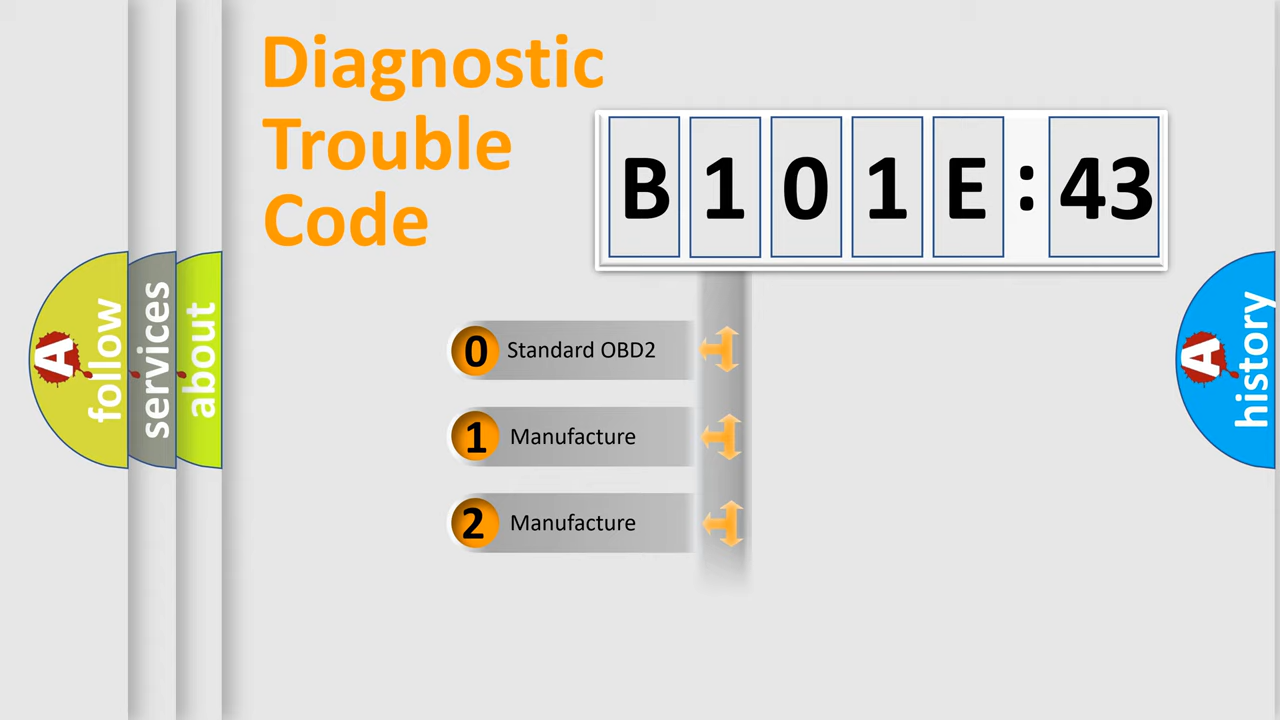 Diagnostic
Trouble
Code
B 1 0 1 E : 43
0 Standard OBD2
1 Manufacture
2 Manufacture
A follow
services
about
A history